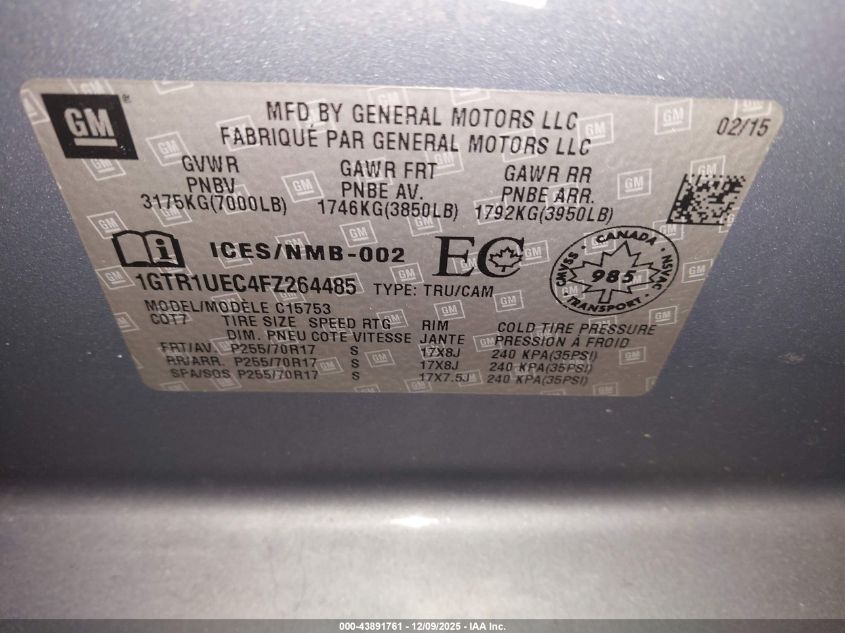 GM
®
MFD BY GENERAL MOTORS LLC
FABRIQUÉ PAR GENERAL MOTORS LLC
02/15
GVWR GAWR FRT GAWR RR
PNBV PNBE AV. PNBE ARR.
3175KG(7000LB) 1746KG(3850LB) 1792KG(3950LB)
i ICES/NMB-002 EC
CANADA
NSVAC
985
SVMAC
TRANSPORT
1GTR1UEC4FZ264485 TYPE: TRU/CAM
MODEL/MODÈLE C15753
COT7 TIRE SIZE SPEED RTG RIM COLD TIRE PRESSURE
DIM. PNEU COTE VITESSE JANTE PRESSION À FROID
FRT/AV. P255/70R17 S 17X8J 240 KPA(35PSI)
RR/ARR. P255/70R17 S 17X8J 240 KPA(35PSI)
SPA/SOS P255/70R17 S 17X7.5J 240 KPA(35PSI)
000-43891761 | 12/09/2025 - IAA Inc.